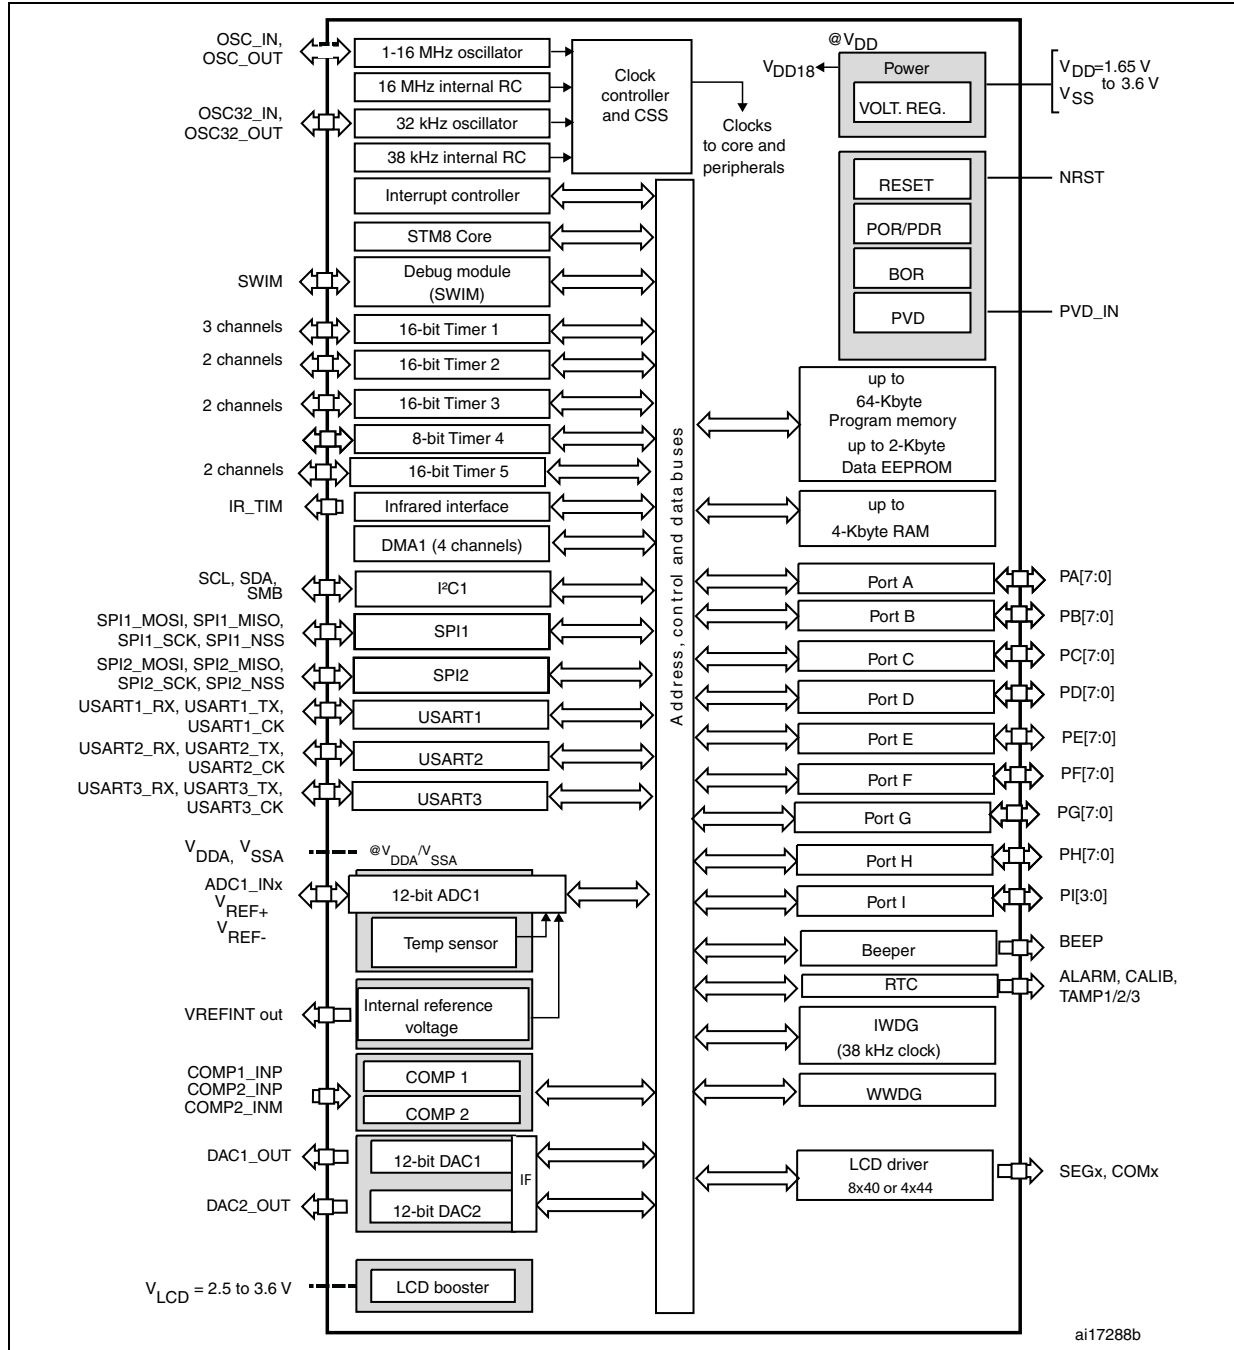 OSC_IN,
OSC_OUT
1-16 MHz oscillator
16 MHz internal RC
OSC32_IN,
OSC32_OUT
32 kHz oscillator
38 kHz internal RC
Clock
controller
and CSS
Clocks
to core and
peripherals
@VDD
VDD18
Power
VOLT. REG.
VDD=1.65 V
to 3.6 V
VSS
RESET
NRST
POR/PDR
BOR
PVD
PVD_IN
Interrupt controller
STM8 Core
SWIM
Debug module
(SWIM)
3 channels
16-bit Timer 1
2 channels
16-bit Timer 2
2 channels
16-bit Timer 3
8-bit Timer 4
2 channels
16-bit Timer 5
IR_TIM
Infrared interface
DMA1 (4 channels)
SCL, SDA,
SMB
I²C1
SPI1_MOSI, SPI1_MISO,
SPI1_SCK, SPI1_NSS
SPI1
SPI2_MOSI, SPI2_MISO,
SPI2_SCK, SPI2_NSS
SPI2
USART1_RX, USART1_TX,
USART1_CK
USART1
USART2_RX, USART2_TX,
USART2_CK
USART2
USART3_RX, USART3_TX,
USART3_CK
USART3
VDDA, VSSA
@VDDA/VSSA
ADC1_INx
VREF+
VREF-
12-bit ADC1
Temp sensor
VREFINT out
Internal reference
voltage
COMP1_INP
COMP2_INP
COMP2_INM
COMP 1
COMP 2
DAC1_OUT
12-bit DAC1
IF
DAC2_OUT
12-bit DAC2
VLCD = 2.5 to 3.6 V
LCD booster
Address, control and data buses
up to
64-Kbyte
Program memory
up to 2-Kbyte
Data EEPROM
up to
4-Kbyte RAM
Port A
PA[7:0]
Port B
PB[7:0]
Port C
PC[7:0]
Port D
PD[7:0]
Port E
PE[7:0]
Port F
PF[7:0]
Port G
PG[7:0]
Port H
PH[7:0]
Port I
PI[3:0]
Beeper
BEEP
RTC
ALARM, CALIB,
TAMP1/2/3
IWDG
(38 kHz clock)
WWDG
LCD driver
8x40 or 4x44
SEGx, COMx
ai17288b